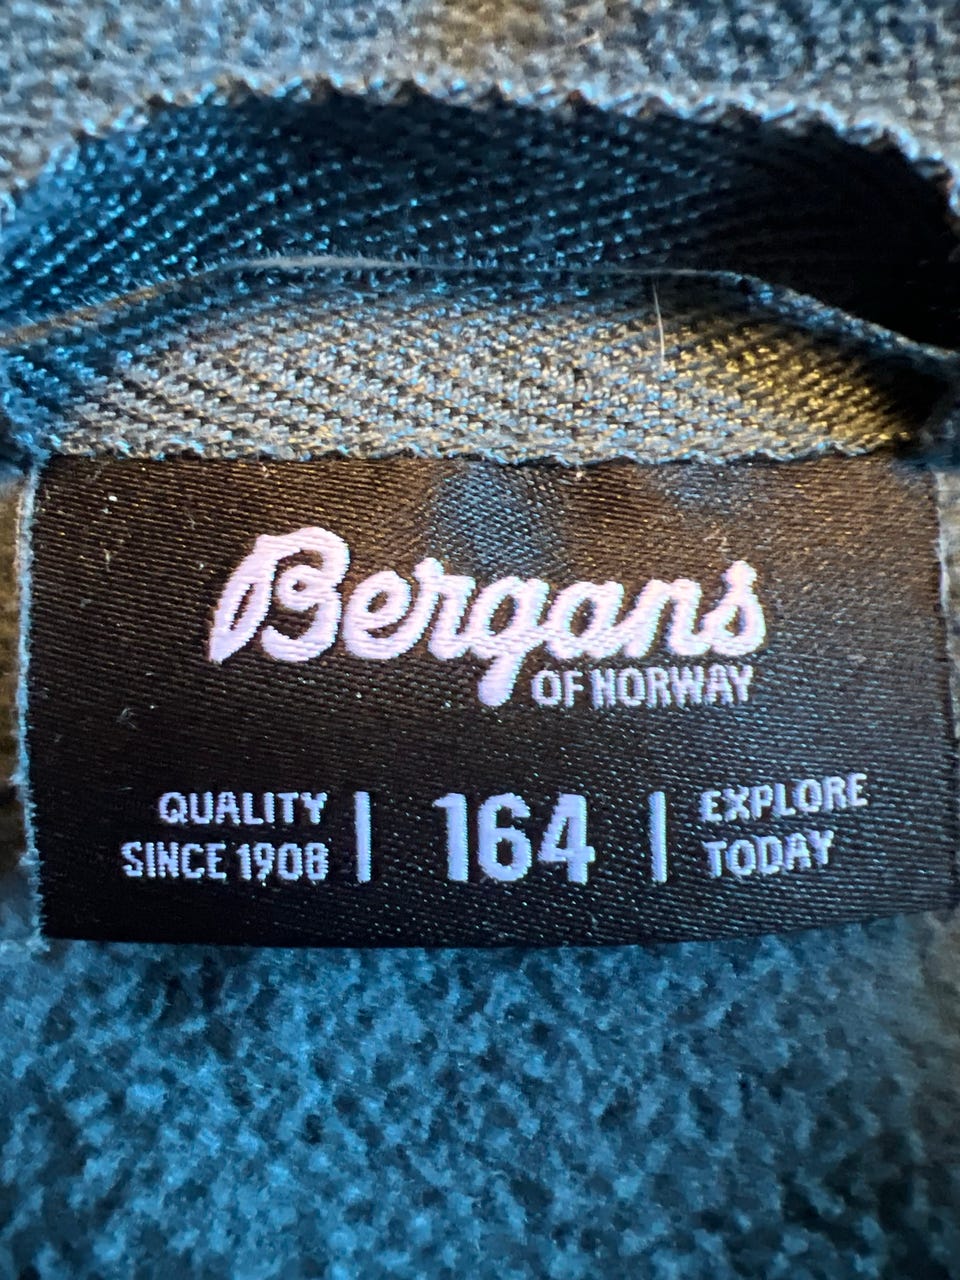 Bergans
OF NORWAY
QUALITY
SINCE 1908
164
EXPLORE
TODAY